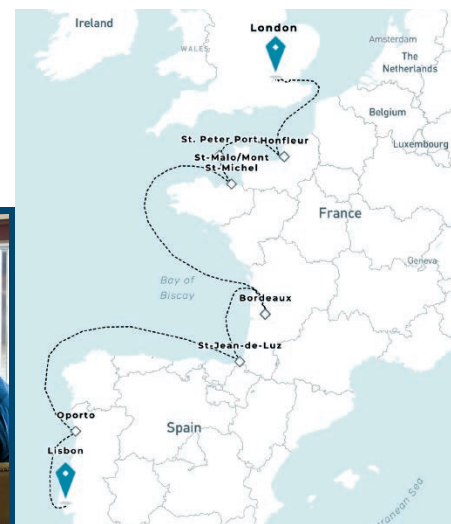 Ireland
London
WALES
Amsterdam
The
Netherlands
Belgium
St. Peter Port
Honfleur
Luxembourg
St-Malo/Mont
St-Michel
France
Geneva
Bay of
Biscay
Bordeaux
St-Jean-de-Luz
Oporto
Spain
Lisbon
Sea